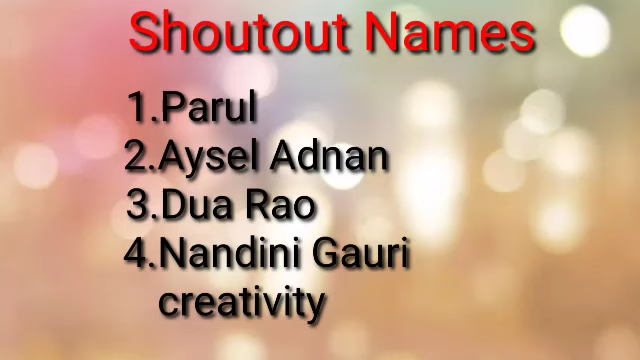 Shoutout Names
1.Parul
2.Aysel Adnan
3.Dua Rao
4.Nandini Gauri
creativity